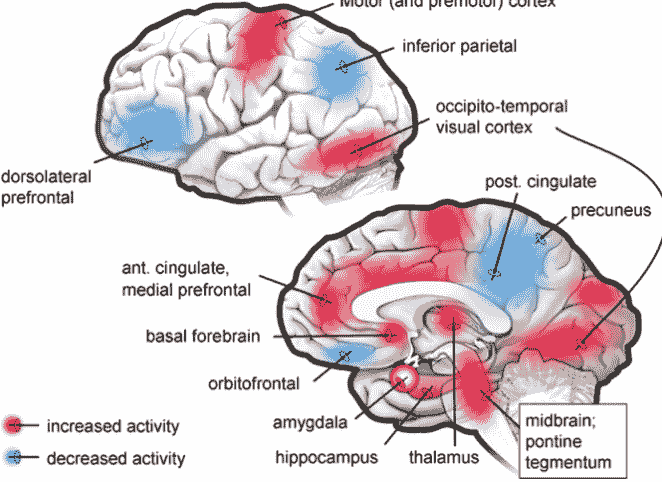 Motor (and premotor) cortex
inferior parietal
occipito-temporal
visual cortex
dorsolateral
prefrontal
post. cingulate
precuneus
ant. cingulate,
medial prefrontal
basal forebrain
orbitofrontal
amygdala
hippocampus
thalamus
midbrain;
pontine
tegmentum
increased activity
decreased activity